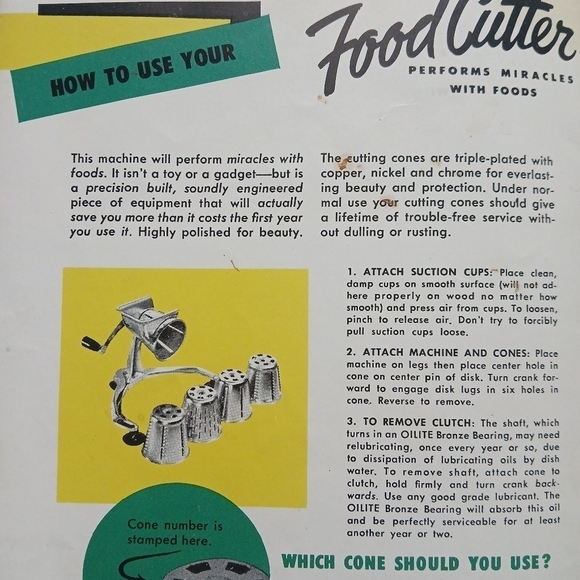 HOW TO USE YOUR
Food Cutter
PERFORMS MIRACLES
WITH FOODS
This machine will perform miracles with
foods. It isn't a toy or a gadget—but is
a precision built, soundly engineered
piece of equipment that will actually
save you more than it costs the first year
you use it. Highly polished for beauty.
The cutting cones are triple-plated with
copper, nickel and chrome for everlast-
ing beauty and protection. Under nor-
mal use your cutting cones should give
a lifetime of trouble-free service with-
out dulling or rusting.
1. ATTACH SUCTION CUPS: Place clean,
damp cups on smooth surface (will not ad-
here properly on wood no matter how
smooth) and press air from cups. To loosen,
pinch to release air. Don't try to forcibly
pull suction cups loose.
2. ATTACH MACHINE AND CONES: Place
machine on legs then place center hole in
cone on center pin of disk. Turn crank for-
ward to engage disk lugs in six holes in
cone. Reverse to remove.
3. TO REMOVE CLUTCH: The shaft, which
turns in an OILITE Bronze Bearing, may need
relubricating, once every year or so, due
to dissipation of lubricating oils by dish
water. To remove shaft, attach cone to
clutch, hold firmly and turn crank back-
wards. Use any good grade lubricant. The
OILITE Bronze Bearing will absorb this oil
and be perfectly serviceable for at least
another year or two.
Cone number is
stamped here.
WHICH CONE SHOULD YOU USE?